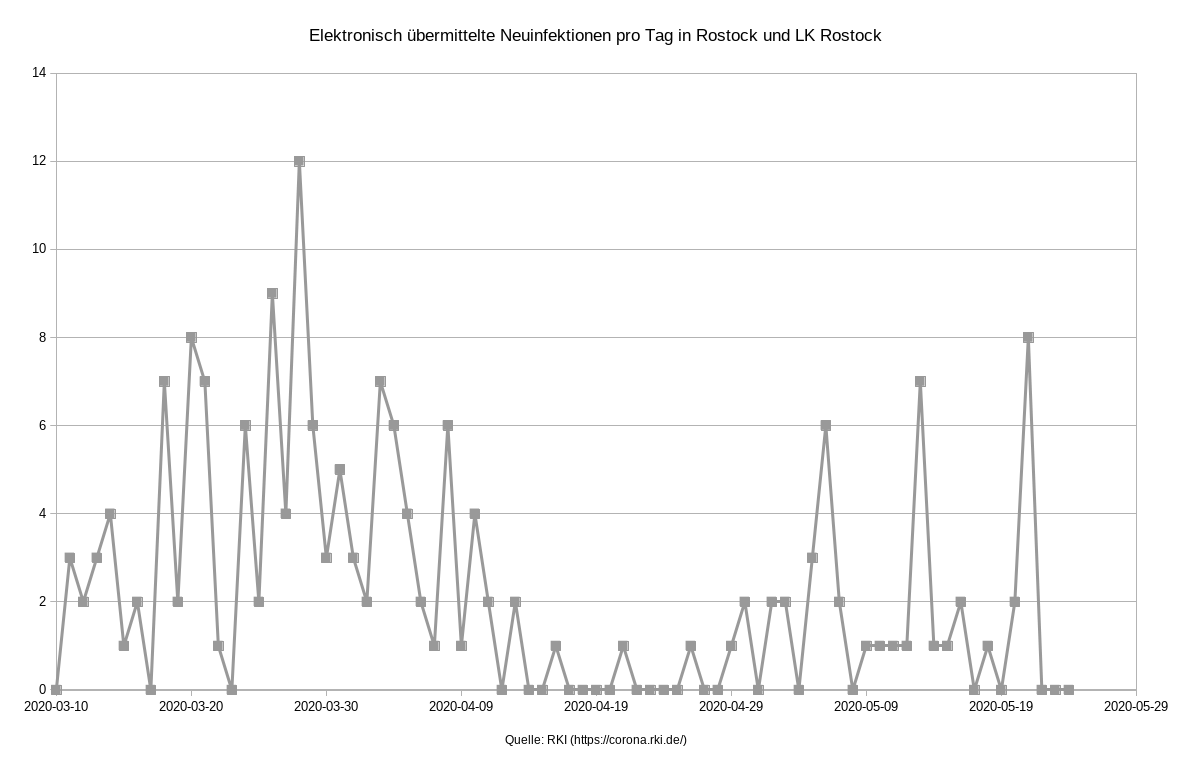 Elektronisch übermittelte Neuinfektionen pro Tag in Rostock und LK Rostock
14
12
10
8
6
4
2
0
2020-03-10 2020-03-20 2020-03-30 2020-04-09 2020-04-19 2020-04-29 2020-05-09 2020-05-19 2020-05-29
Quelle: RKI (https://corona.rki.de/)